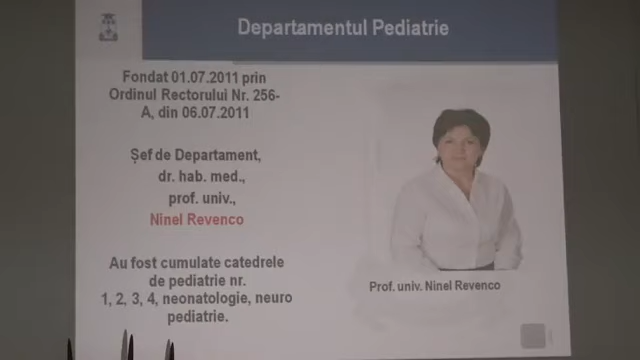 Departamentul Pediatrie
Fondat 01.07.2011 prin
Ordinul Rectorului Nr. 256-
A, din 06.07.2011
Șef de Departament,
dr. hab. med.,
prof. univ.,
Ninel Revenco
Au fost cumulate catedrele
de pediatrie nr.
1, 2, 3, 4, neonatologie, neuro
pediatrie.
Prof. univ. Ninel Revenco